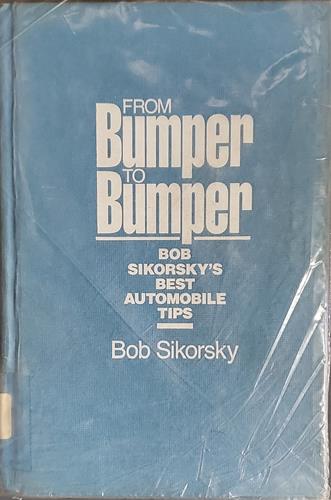 FROM
Bumper
TO
Bumper
BOB
SIKORSKY'S
BEST
AUTOMOBILE
TIPS
Bob Sikorsky